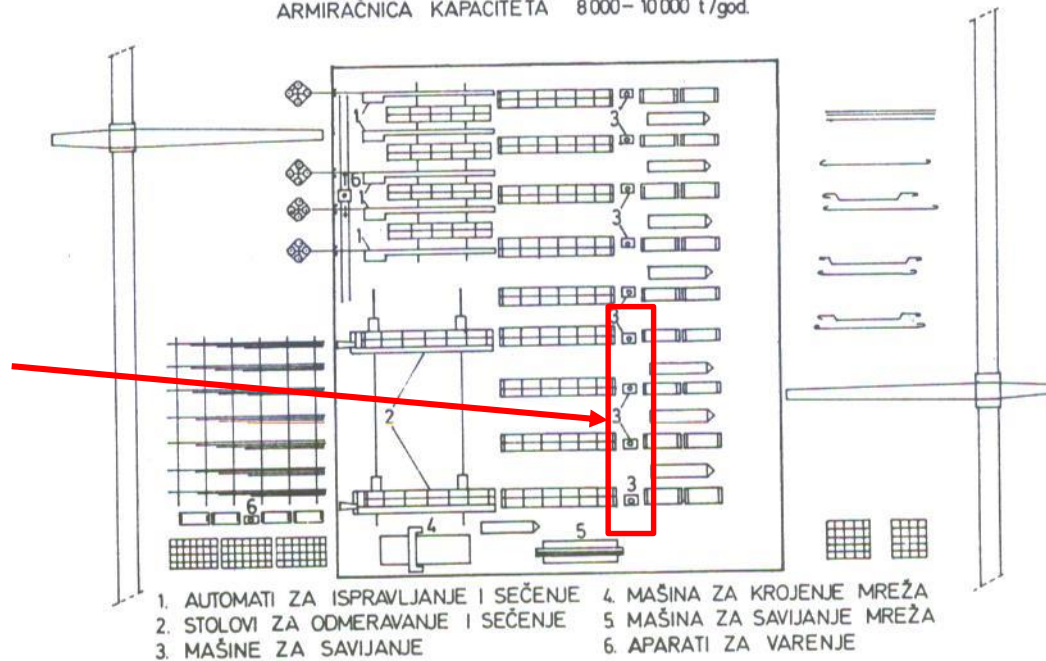 ARMIRAČNICA KAPACITETA 8000-10000 t/god.
1
3
6
1
3
1
3
3
2
3
6
4
5
3
1. AUTOMATI ZA ISPRAVLJANJE I SEČENJE
2. STOLOVI ZA ODMERAVANJE I SEČENJE
3. MAŠINE ZA SAVIJANJE
4. MAŠINA ZA KROJENJE MREŽA
5 MAŠINA ZA SAVIJANJE MREŽA
6. APARATI ZA VARENJE